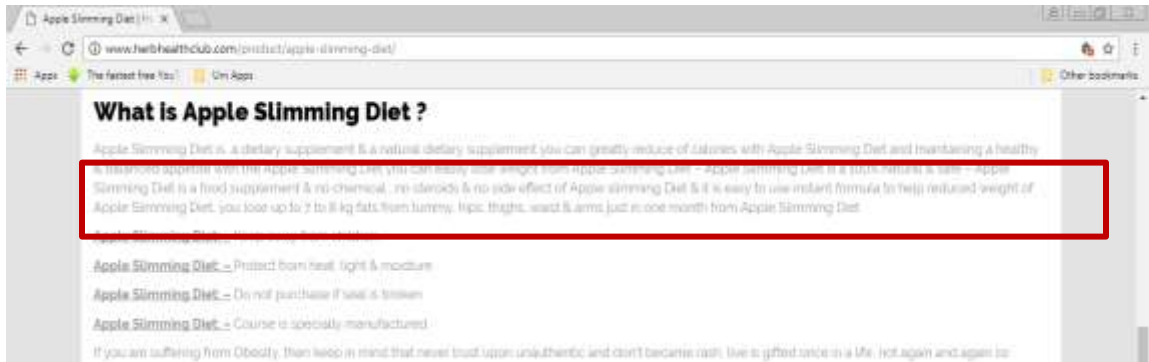 Apple Slimming Diet |
www.herbhealthclub.com/product/apple-slimming-diet/
Apps The fastest free Um Apps Other bookmarks
What is Apple Slimming Diet ?
Apple Slimming Diet is a dietary supplement & a natural dietary supplement you can greatly reduce of calories with Apple Slimming Diet and maintaining a healthy
& balanced appetite with the Apple Slimming Diet you can easily lose weight from Apple Slimming Diet – Apple Slimming Diet is a 100% natural & safe – Apple
Slimming Diet is a food supplement & no chemical , no steroids & no side effect of Apple slimming Diet & it is easy to use instant formula to help reduced weight of
Apple Slimming Diet, you lose up to 7 to 8 kg fats from tummy, hips, thighs, waist & arms just in one month from Apple Slimming Diet
Apple Slimming Diet: – Keep away from children
Apple Slimming Diet: – Protect from heat, light & moisture
Apple Slimming Diet: – Do not purchase if seal is broken
Apple Slimming Diet: – Course is specially manufactured
If you are suffering from Obesity, then keep in mind that never trust upon unauthentic and don't became rash, live is gifted once in a life, not again and again so